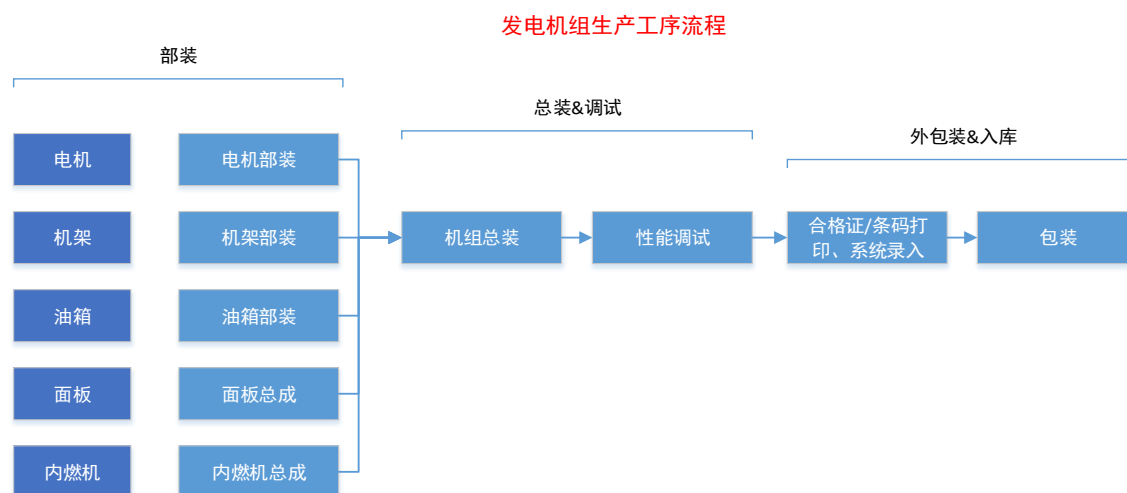 发电机组生产工序流程
部装
总装&调试
外包装&入库
电机
电机部装
机架
机架部装
机组总装
性能调试
合格证/条码打
印、系统录入
包装
油箱
油箱部装
面板
面板总成
内燃机
内燃机总成